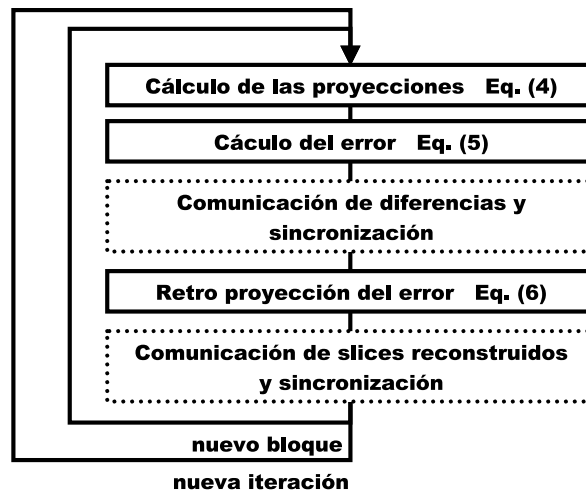 Cálculo de las proyecciones Eq. (4)
Cáculo del error Eq. (5)
Comunicación de diferencias y
sincronización
Retro proyección del error Eq. (6)
Comunicación de slices reconstruidos
y sincronización
nuevo bloque
nueva iteración